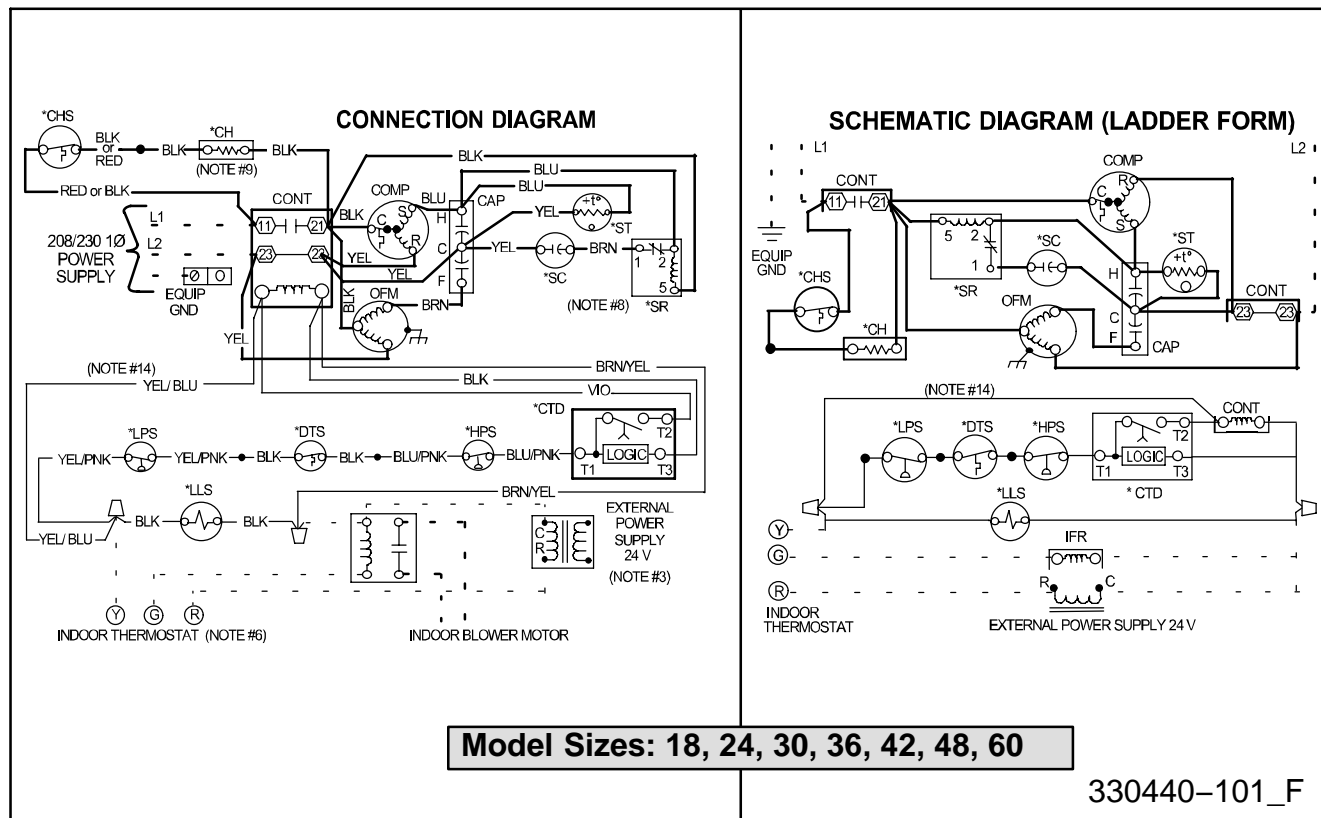 CONNECTION DIAGRAM
*CHS
BLK
or
RED
BLK
*CH
BLK
(NOTE #9)
RED or BLK
CONT
11
21
23
22
L1
L2
208/230 1Ø
POWER
SUPPLY
Ø O
EQUIP
GND
BLK
COMP
S
C
R
BLU
H
CAP
C
F
BLK
BLU
BLU
YEL
+t°
*ST
YEL
*SC
BRN
1
2
5
*SR
(NOTE #8)
YEL
YEL
BLK
OFM
BRN
YEL
(NOTE #14)
YEL/BLU
BRN/YEL
BLK
VIO
*CTD
T2
T1
LOGIC
T3
YEL/PNK
*LPS
YEL/PNK
BLK
*DTS
BLK
BLU/PNK
*HPS
BLU/PNK
BRN/YEL
*LLS
BLK
BLK
YEL/BLU
C
R
EXTERNAL
POWER
SUPPLY
24 V
(NOTE #3)
Y
G
R
INDOOR THERMOSTAT (NOTE #6)
INDOOR BLOWER MOTOR
SCHEMATIC DIAGRAM (LADDER FORM)
L1
L2
CONT
11
21
COMP
R
C
S
EQUIP
GND
5
2
1
*SR
*SC
*ST
+t°
H
C
F
CAP
CONT
23
23
*CHS
*CH
OFM
(NOTE #14)
CONT
*LPS
*DTS
*HPS
T2
T1
LOGIC
T3
* CTD
*LLS
Y
G
IFR
R
R
C
INDOOR
THERMOSTAT
EXTERNAL POWER SUPPLY 24 V
Model Sizes: 18, 24, 30, 36, 42, 48, 60
330440−101_F